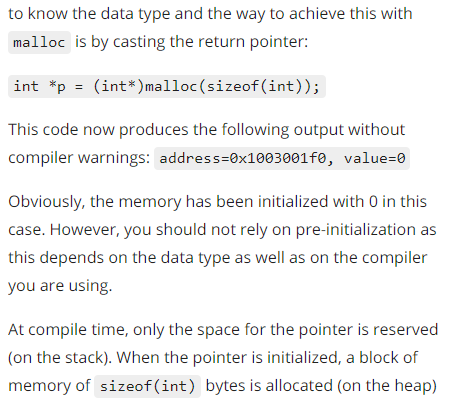 to know the data type and the way to achieve this with
malloc is by casting the return pointer:
int *p = (int*)malloc(sizeof(int));
This code now produces the following output without
compiler warnings: address=0x1003001f0, value=0
Obviously, the memory has been initialized with 0 in this
case. However, you should not rely on pre-initialization as
this depends on the data type as well as on the compiler
you are using.
At compile time, only the space for the pointer is reserved
(on the stack). When the pointer is initialized, a block of
memory of sizeof(int) bytes is allocated (on the heap)